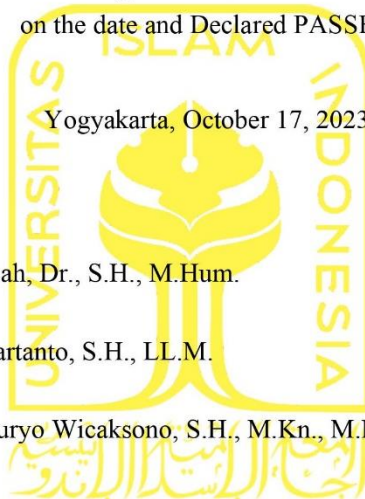 on the date and Declared PASSE
ISLAM
UNIVERSITAS
INDONESIA
Yogyakarta, October 17, 2023
ah, Dr., S.H., M.Hum.
artanto, S.H., LL.M.
uryo Wicaksono, S.H., M.Kn., M.